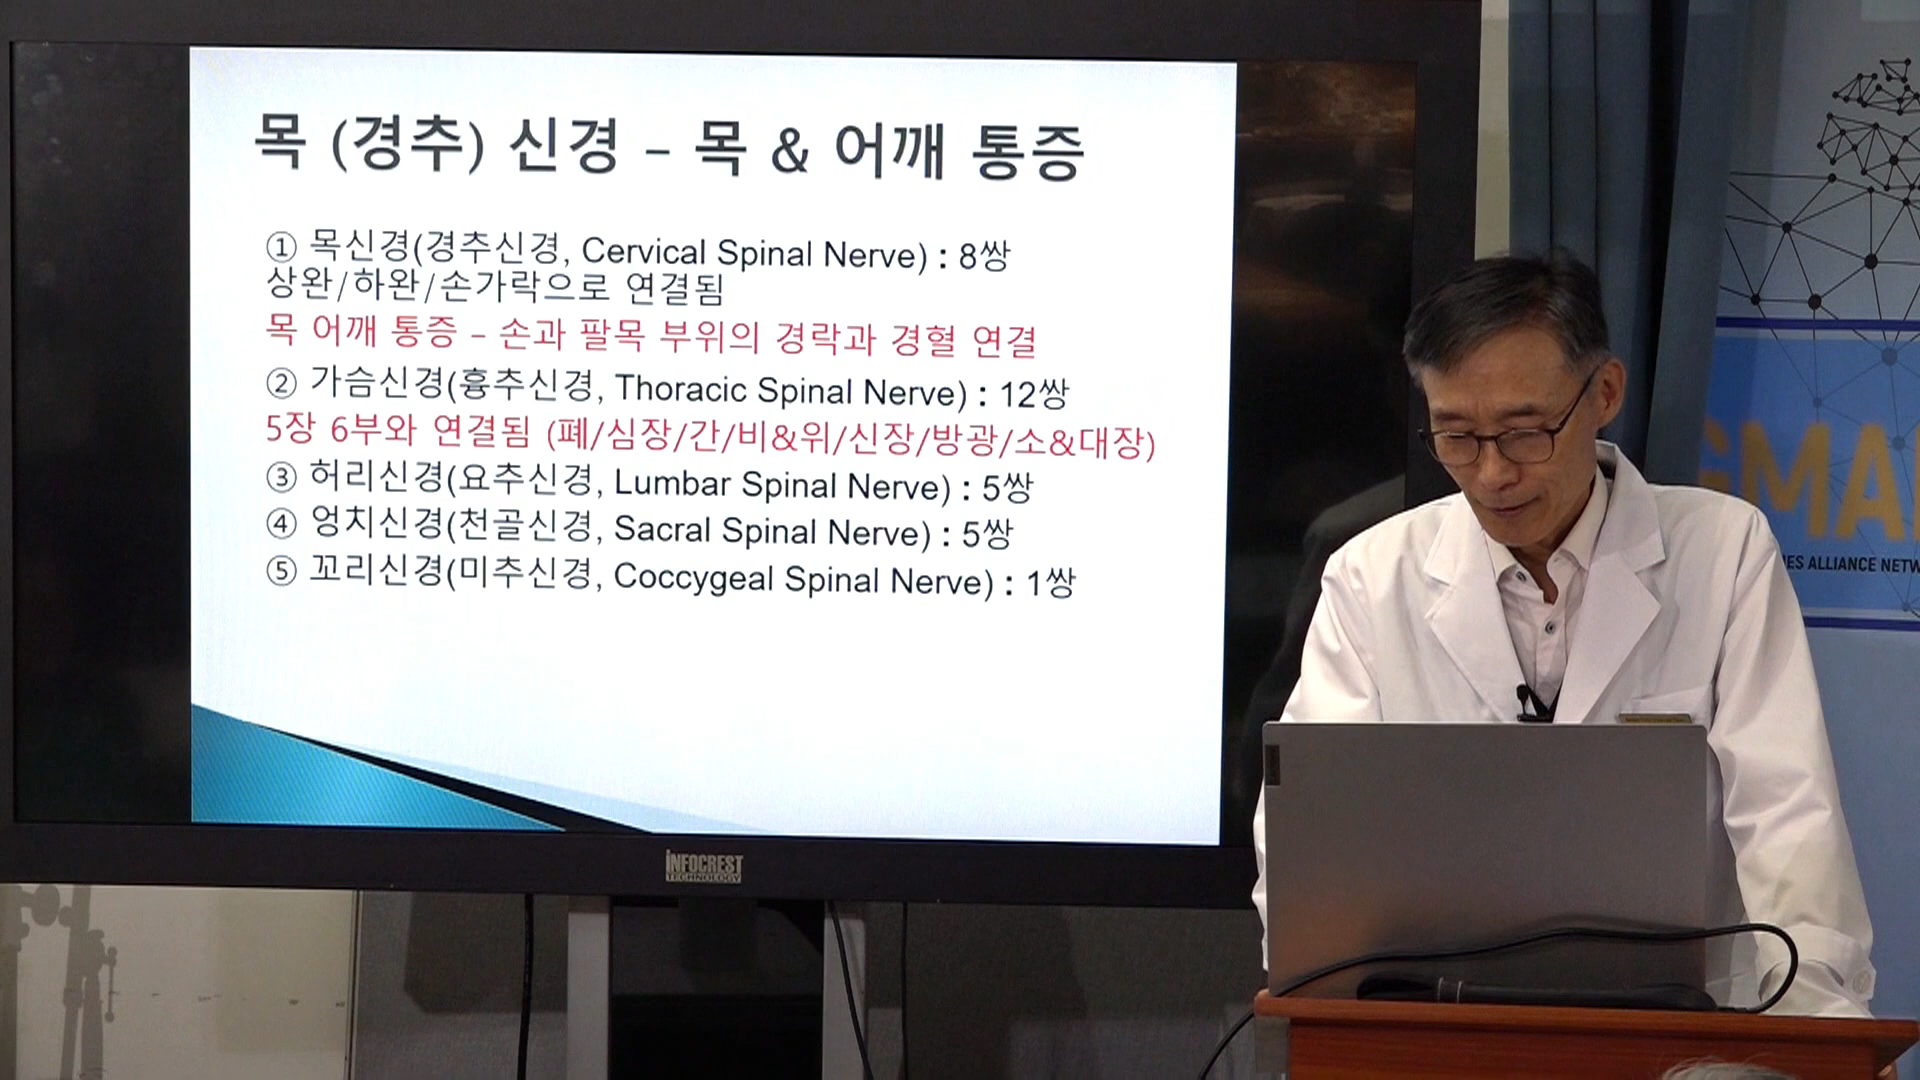 목 (경추) 신경 – 목 & 어깨 통증
① 목신경(경추신경, Cervical Spinal Nerve) : 8쌍
상완/하완/손가락으로 연결됨
목 어깨 통증 – 손과 팔목 부위의 경락과 경혈 연결
② 가슴신경(흉추신경, Thoracic Spinal Nerve) : 12쌍
5장 6부와 연결됨 (폐/심장/간/비&위/신장/방광/소&대장)
③ 허리신경(요추신경, Lumbar Spinal Nerve) : 5쌍
④ 엉치신경(천골신경, Sacral Spinal Nerve) : 5쌍
⑤ 꼬리신경(미추신경, Coccygeal Spinal Nerve) : 1쌍
INFOCREST
TECHNOLOGY
GMA
IES ALLIANCE NETW